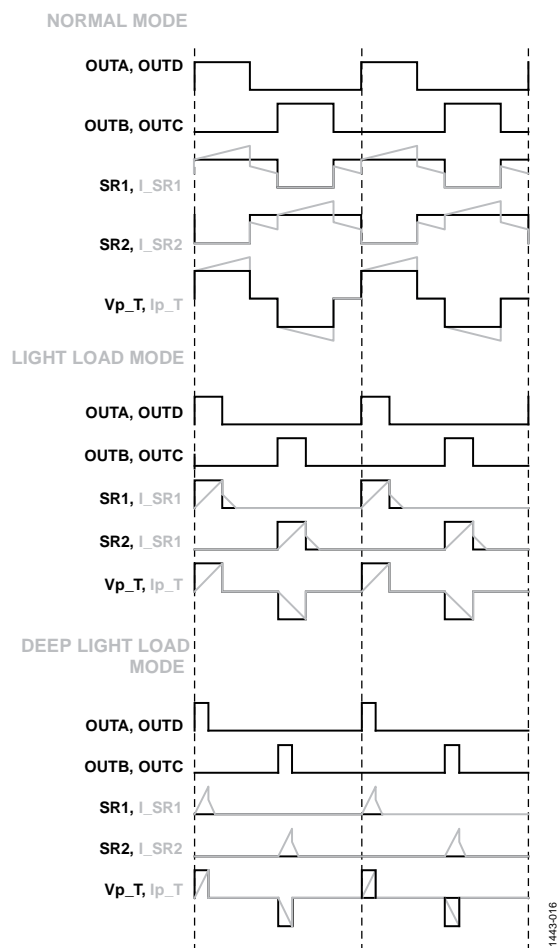 NORMAL MODE
OUTA, OUTD
OUTB, OUTC
SR1, I_SR1
SR2, I_SR2
Vp_T, Ip_T
LIGHT LOAD MODE
OUTA, OUTD
OUTB, OUTC
SR1, I_SR1
SR2, I_SR1
Vp_T, Ip_T
DEEP LIGHT LOAD
MODE
OUTA, OUTD
OUTB, OUTC
SR1, I_SR1
SR2, I_SR2
Vp_T, Ip_T
1443-016